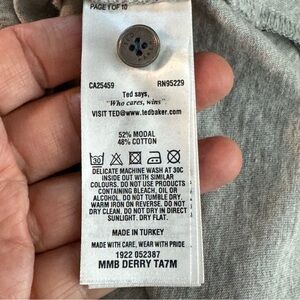 PAGE 1 OF 10
CA25459 RN95229
Ted says,
"Who cares, wins"
VISIT TED@www.tedbaker.com
52% MODAL
48% COTTON
DELICATE MACHINE WASH AT 30C
INSIDE OUT WITH SIMILAR
COLOURS. DO NOT USE PRODUCTS
CONTAINING BLEACH, OIL OR
ALCOHOL. DO NOT TUMBLE DRY.
WARM IRON ON REVERSE. DO NOT
DRY CLEAN. DO NOT DRY IN DIRECT
SUNLIGHT. DRY FLAT.
MADE IN TURKEY
MADE WITH CARE, WEAR WITH PRIDE
1922 052387
MMB DERRY TA7M